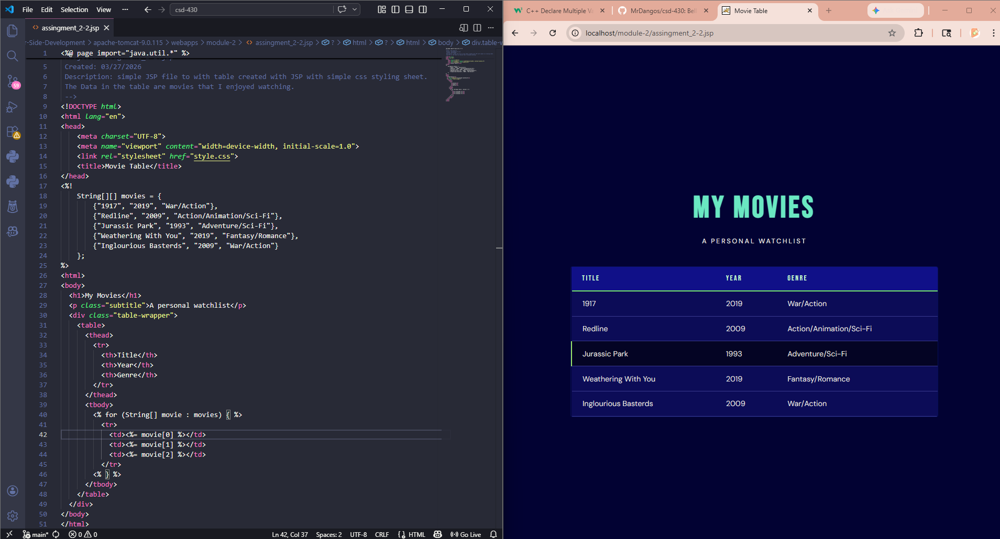 File Edit Selection View ··· csd-430
assingment_2-2.jsp
r-Side-Development > apache-tomcat-9.0.115 > webapps > module-2 > assingment_2-2.jsp > ? > html > ? > html > body > div.table-w
1 <%@ page import="java.util.*" %>
5 Created: 03/27/2026
6 Description: simple JSP file to with table created with JSP with simple css styling sheet.
7 The Data in the table are movies that I enjoyed watching.
8 -->
9 <!DOCTYPE html>
10 <html lang="en">
11 <head>
12 <meta charset="UTF-8">
13 <meta name="viewport" content="width=device-width, initial-scale=1.0">
14 <link rel="stylesheet" href="style.css">
15 <title>Movie Table</title>
16 </head>
17 <%!
18 String[][] movies = {
19 {"1917", "2019", "War/Action"},
20 {"Redline", "2009", "Action/Animation/Sci-Fi"},
21 {"Jurassic Park", "1993", "Adventure/Sci-Fi"},
22 {"Weathering With You", "2019", "Fantasy/Romance"},
23 {"Inglourious Basterds", "2009", "War/Action"}
24 };
25 %>
26 <html>
27 <body>
28 <h1>My Movies</h1>
29 <p class="subtitle">A personal watchlist</p>
30 <div class="table-wrapper">
31 <table>
32 <thead>
33 <tr>
34 <th>Title</th>
35 <th>Year</th>
36 <th>Genre</th>
37 </tr>
38 </thead>
39 <tbody>
40 <% for (String[] movie : movies) { %>
41 <tr>
42 <td><%= movie[0] %></td>
43 <td><%= movie[1] %></td>
44 <td><%= movie[2] %></td>
45 </tr>
46 <% } %>
47 </tbody>
48 </table>
49 </div>
50 </body>
51 </html>
59
main* 0 0 Ln 42, Col 37 Spaces: 2 UTF-8 CRLF HTML Go Live
C++ Declare Multiple Va MrDangos/csd-430: Bel Movie Table
localhost/module-2/assingment_2-2.jsp
MY MOVIES
A PERSONAL WATCHLIST
TITLE YEAR GENRE
1917 2019 War/Action
Redline 2009 Action/Animation/Sci-Fi
Jurassic Park 1993 Adventure/Sci-Fi
Weathering With You 2019 Fantasy/Romance
Inglourious Basterds 2009 War/Action